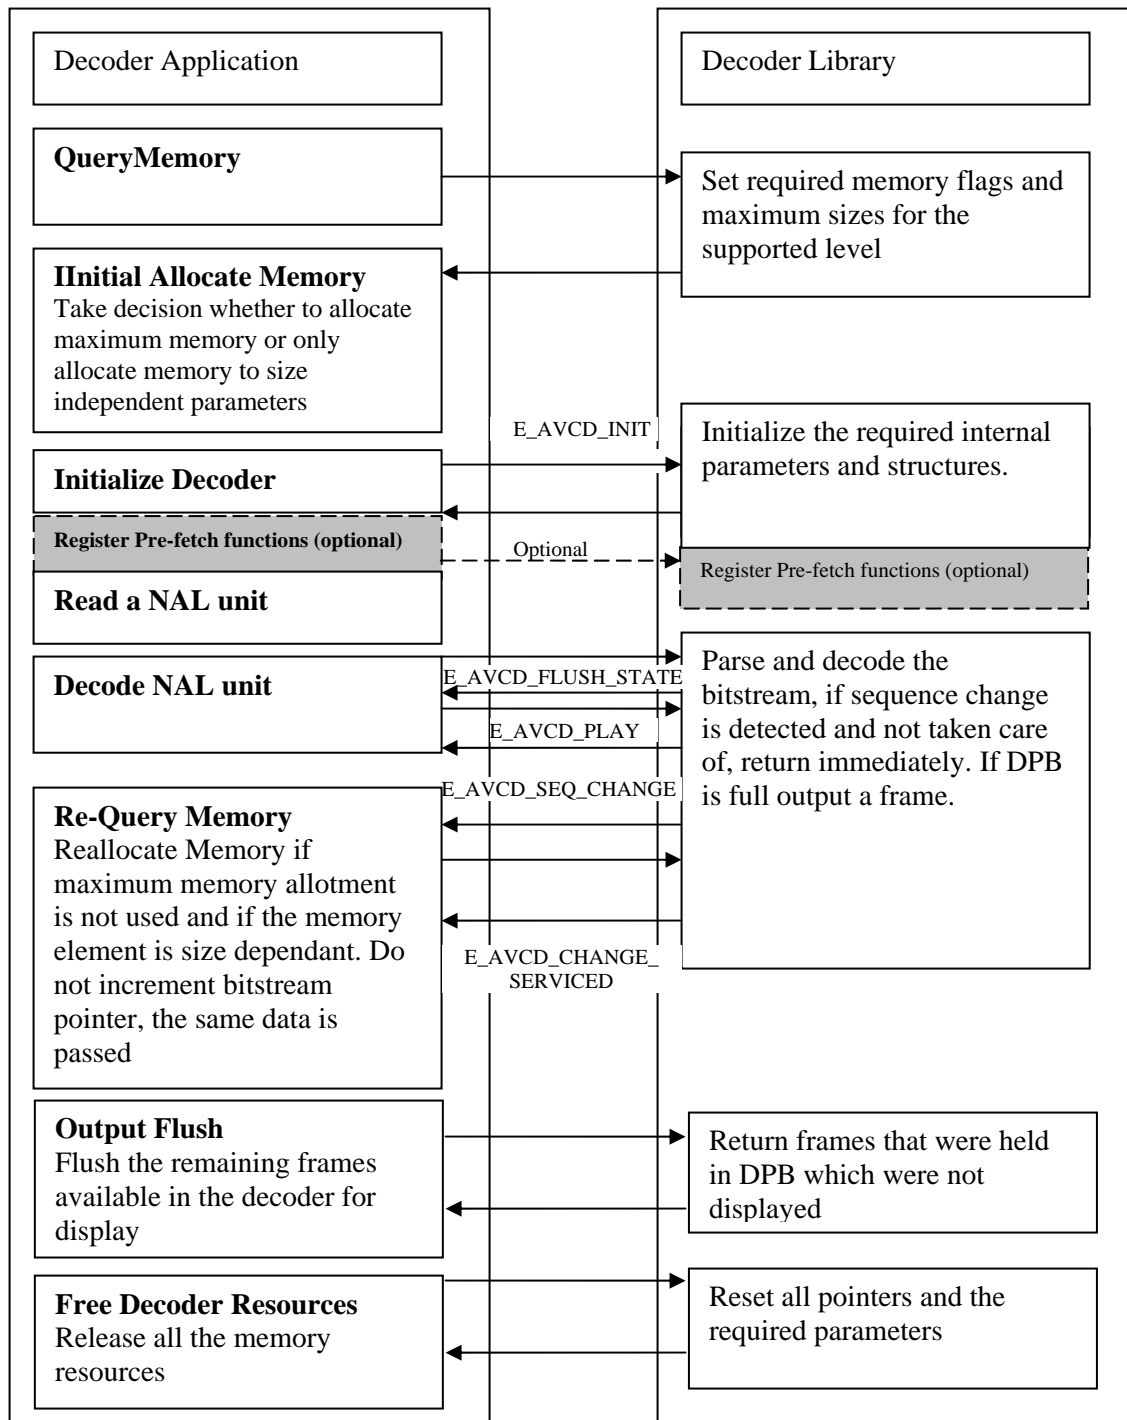 Decoder Application
Decoder Library
QueryMemory
Set required memory flags and
maximum sizes for the
supported level
IInitial Allocate Memory
Take decision whether to allocate
maximum memory or only
allocate memory to size
independent parameters
E_AVCD_INIT
Initialize the required internal
parameters and structures.
Initialize Decoder
Register Pre-fetch functions (optional)
Optional
Register Pre-fetch functions (optional)
Read a NAL unit
Decode NAL unit
E_AVCD_FLUSH_STATE
E_AVCD_PLAY
Parse and decode the
bitstream, if sequence change
is detected and not taken care
of, return immediately. If DPB
is full output a frame.
E_AVCD_SEQ_CHANGE
Re-Query Memory
Reallocate Memory if
maximum memory allotment
is not used and if the memory
element is size dependant. Do
not increment bitstream
pointer, the same data is
passed
E_AVCD_CHANGE_
SERVICED
Output Flush
Flush the remaining frames
available in the decoder for
display
Return frames that were held
in DPB which were not
displayed
Free Decoder Resources
Release all the memory
resources
Reset all pointers and the
required parameters